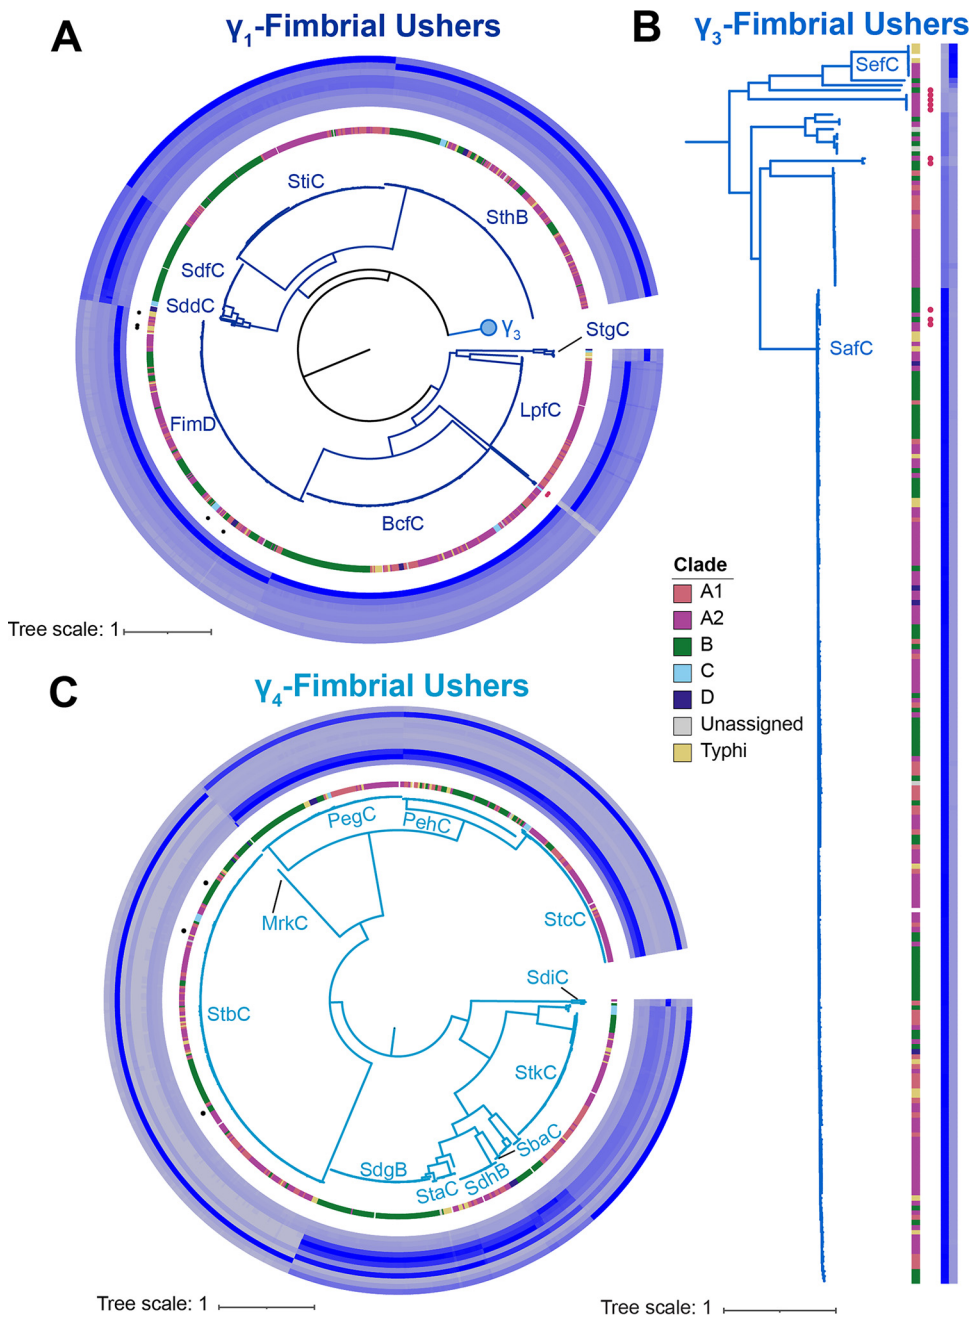 A
γ1-Fimbrial Ushers
StiC
SthB
SdfC
SddC
γ3
StgC
FimD
LpfC
BcfC
Tree scale: 1
B
γ3-Fimbrial Ushers
SefC
SafC
Clade
A1
A2
B
C
D
Unassigned
Typhi
Tree scale: 1
C
γ4-Fimbrial Ushers
PegC
PehC
MrkC
StcC
SdiC
StbC
StkC
SbaC
SdgB
StaC
SdhB
Tree scale: 1